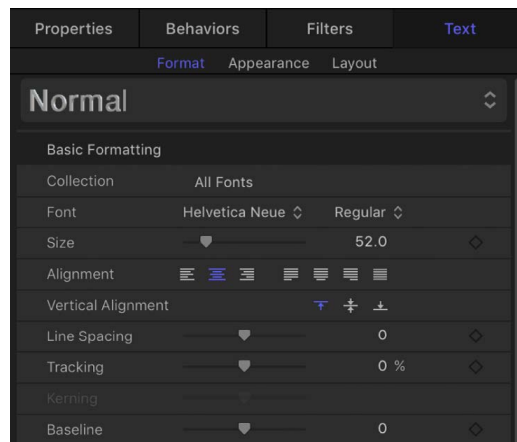 Properties Behaviors Filters Text
Format Appearance Layout
Normal
Basic Formatting
Collection All Fonts
Font Helvetica Neue Regular
Size 52.0
Alignment
Vertical Alignment
Line Spacing 0
Tracking 0 %
Kerning
Baseline 0